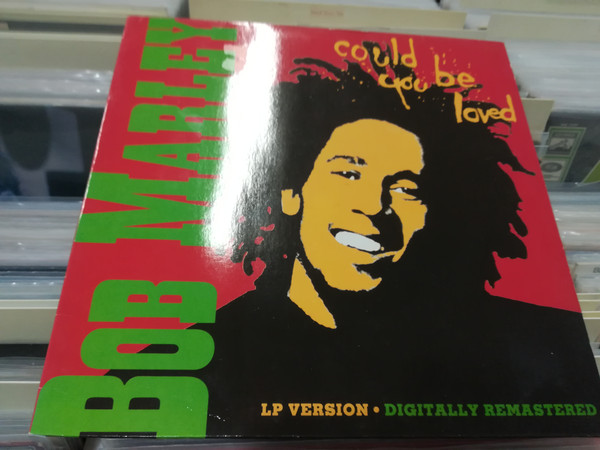 BOB MARLEY
could
you be
loved
LP VERSION • DIGITALLY REMASTERED